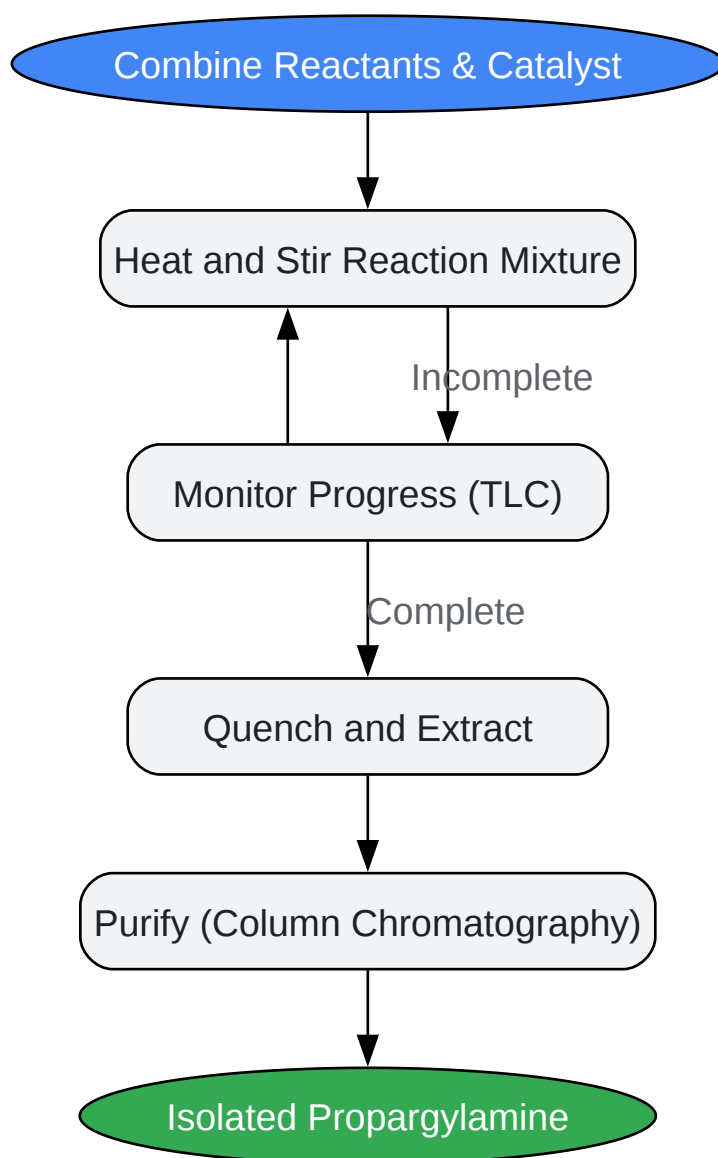 Combine Reactants & Catalyst
Heat and Stir Reaction Mixture
Incomplete
Monitor Progress (TLC)
Complete
Quench and Extract
Purify (Column Chromatography)
Isolated Propargylamine